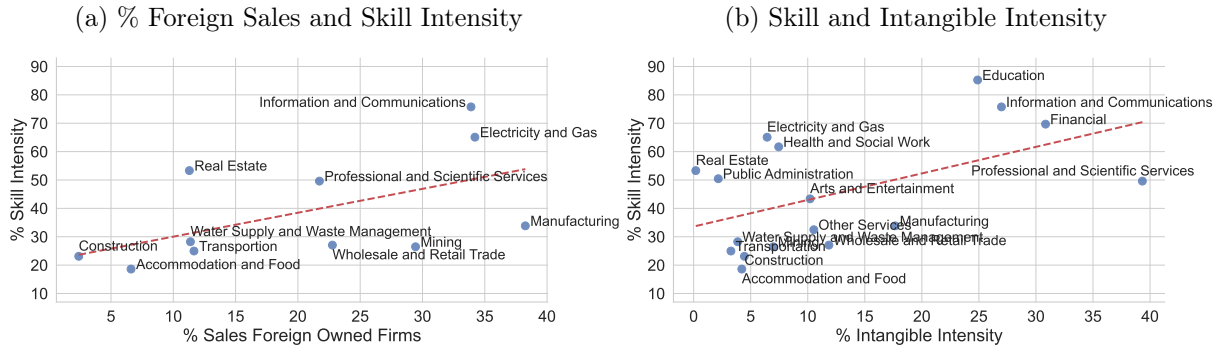 (a) % Foreign Sales and Skill Intensity
% Skill Intensity
90
80
70
60
50
40
30
20
10
Information and Communications
Electricity and Gas
Real Estate
Professional and Scientific Services
Manufacturing
Water Supply and Waste Management
Construction
Transportion
Mining
Wholesale and Retail Trade
Accommodation and Food
5 10 15 20 25 30 35 40
% Sales Foreign Owned Firms
(b) Skill and Intangible Intensity
% Skill Intensity
90
80
70
60
50
40
30
20
10
Education
Information and Communications
Financial
Electricity and Gas
Health and Social Work
Real Estate
Public Administration
Professional and Scientific Services
Arts and Entertainment
Manufacturing
Other Services
Water Supply and Waste Management
Wholesale and Retail Trade
Mining
Transportation
Construction
Accommodation and Food
0 5 10 15 20 25 30 35 40
% Intangible Intensity